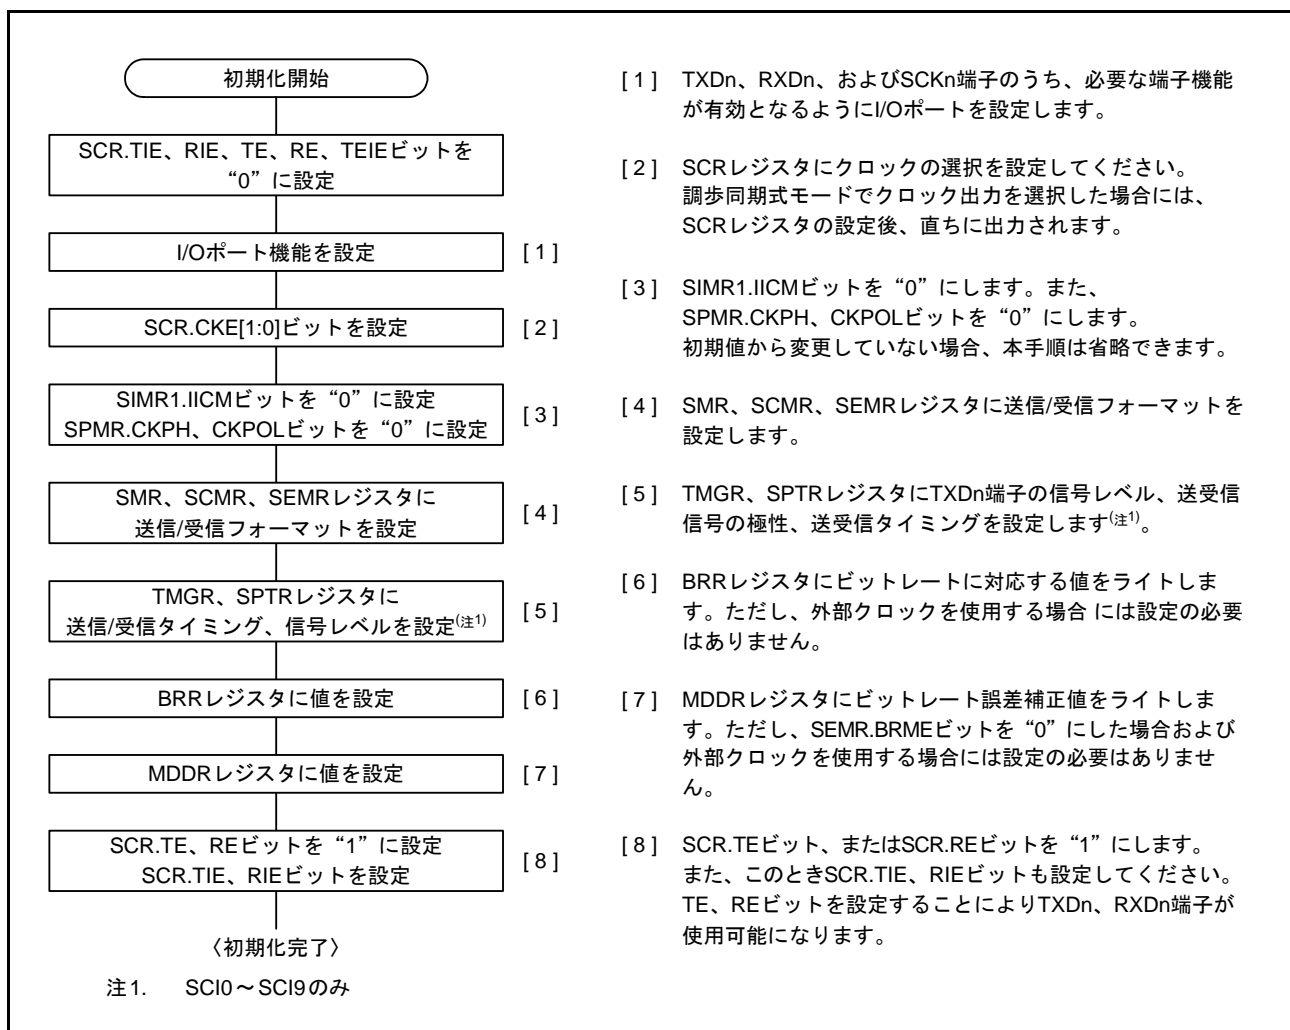 初期化開始
SCR.TIE、RIE、TE、RE、TEIEビットを
“0”に設定
I/Oポート機能を設定
[ 1 ]
SCR.CKE[1:0]ビットを設定
[ 2 ]
SIMR1.IICMビットを“0”に設定
SPMR.CKPH、CKPOLビットを“0”に設定
[ 3 ]
SMR、SCMR、SEMRレジスタに
送信/受信フォーマットを設定
[ 4 ]
TMGR、SPTRレジスタに
送信/受信タイミング、信号レベルを設定(注1)
[ 5 ]
BRRレジスタに値を設定
[ 6 ]
MDDRレジスタに値を設定
[ 7 ]
SCR.TE、REビットを“1”に設定
SCR.TIE、RIEビットを設定
[ 8 ]
〈初期化完了〉
注1. SCI0～SCI9のみ
[ 1 ] TXDn、RXDn、およびSCKn端子のうち、必要な端子機能
が有効となるようにI/Oポートを設定します。
[ 2 ] SCRレジスタにクロックの選択を設定してください。
調歩同期式モードでクロック出力を選択した場合には、
SCRレジスタの設定後、直ちに出力されます。
[ 3 ] SIMR1.IICMビットを“0”にします。また、
SPMR.CKPH、CKPOLビットを“0”にします。
初期値から変更していない場合、本手順は省略できます。
[ 4 ] SMR、SCMR、SEMRレジスタに送信/受信フォーマットを
設定します。
[ 5 ] TMGR、SPTRレジスタにTXDn端子の信号レベル、送受信
信号の極性、送受信タイミングを設定します(注1)。
[ 6 ] BRRレジスタにビットレートに対応する値をライトしま
す。ただし、外部クロックを使用する場合 には設定の必要
はありません。
[ 7 ] MDDRレジスタにビットレート誤差補正値をライトしま
す。ただし、SEMR.BRMEビットを“0”にした場合および
外部クロックを使用する場合には設定の必要はありませ
ん。
[ 8 ] SCR.TEビット、またはSCR.REビットを“1”にします。
また、このときSCR.TIE、RIEビットも設定してください。
TE、REビットを設定することによりTXDn、RXDn端子が
使用可能になります。